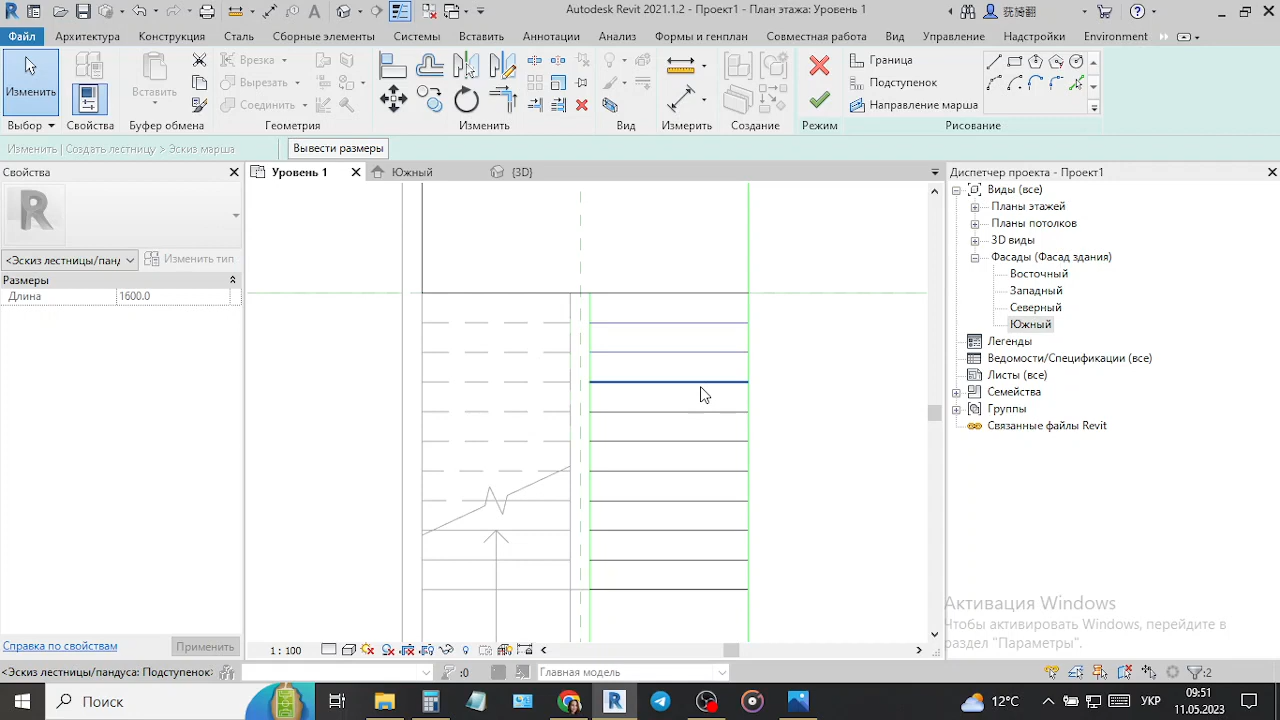 Autodesk Revit 2021.1.2 - Проект1 - План этажа: Уровень 1
Файл Архитектура Конструкция Сталь Сборные элементы Системы Вставить Аннотации Анализ Формы и генплан Совместная работа Вид Управление Надстройки Environment
Изменить
Вставить
Врезка
Вырезать
Соединить
Граница
Подступенок
Направление марша
Выбор Свойства Буфер обмена Геометрия Изменить Вид Измерить Создание Режим Рисование
Изменить | Создать лестницу > Эскиз марша
Вывести размеры
Свойства
Уровень 1
Южный
{3D}
Диспетчер проекта - Проект1
<Эскиз лестницы/панд
Изменить тип
Размеры
Длина 1600.0
Виды (все)
Планы этажей
Планы потолков
3D виды
Фасады (Фасад здания)
Восточный
Западный
Северный
Южный
Легенды
Ведомости/Спецификации (все)
Листы (все)
Семейства
Группы
Связанные файлы Revit
Активация Windows
Чтобы активировать Windows, перейдите в
раздел "Параметры".
Справка по свойствам
Применить
1 : 100
<Эскиз лестницы/пандуса: Подступенок
:0
Главная модель
:2
Поиск
12°C
УКР
09:51
11.05.2023